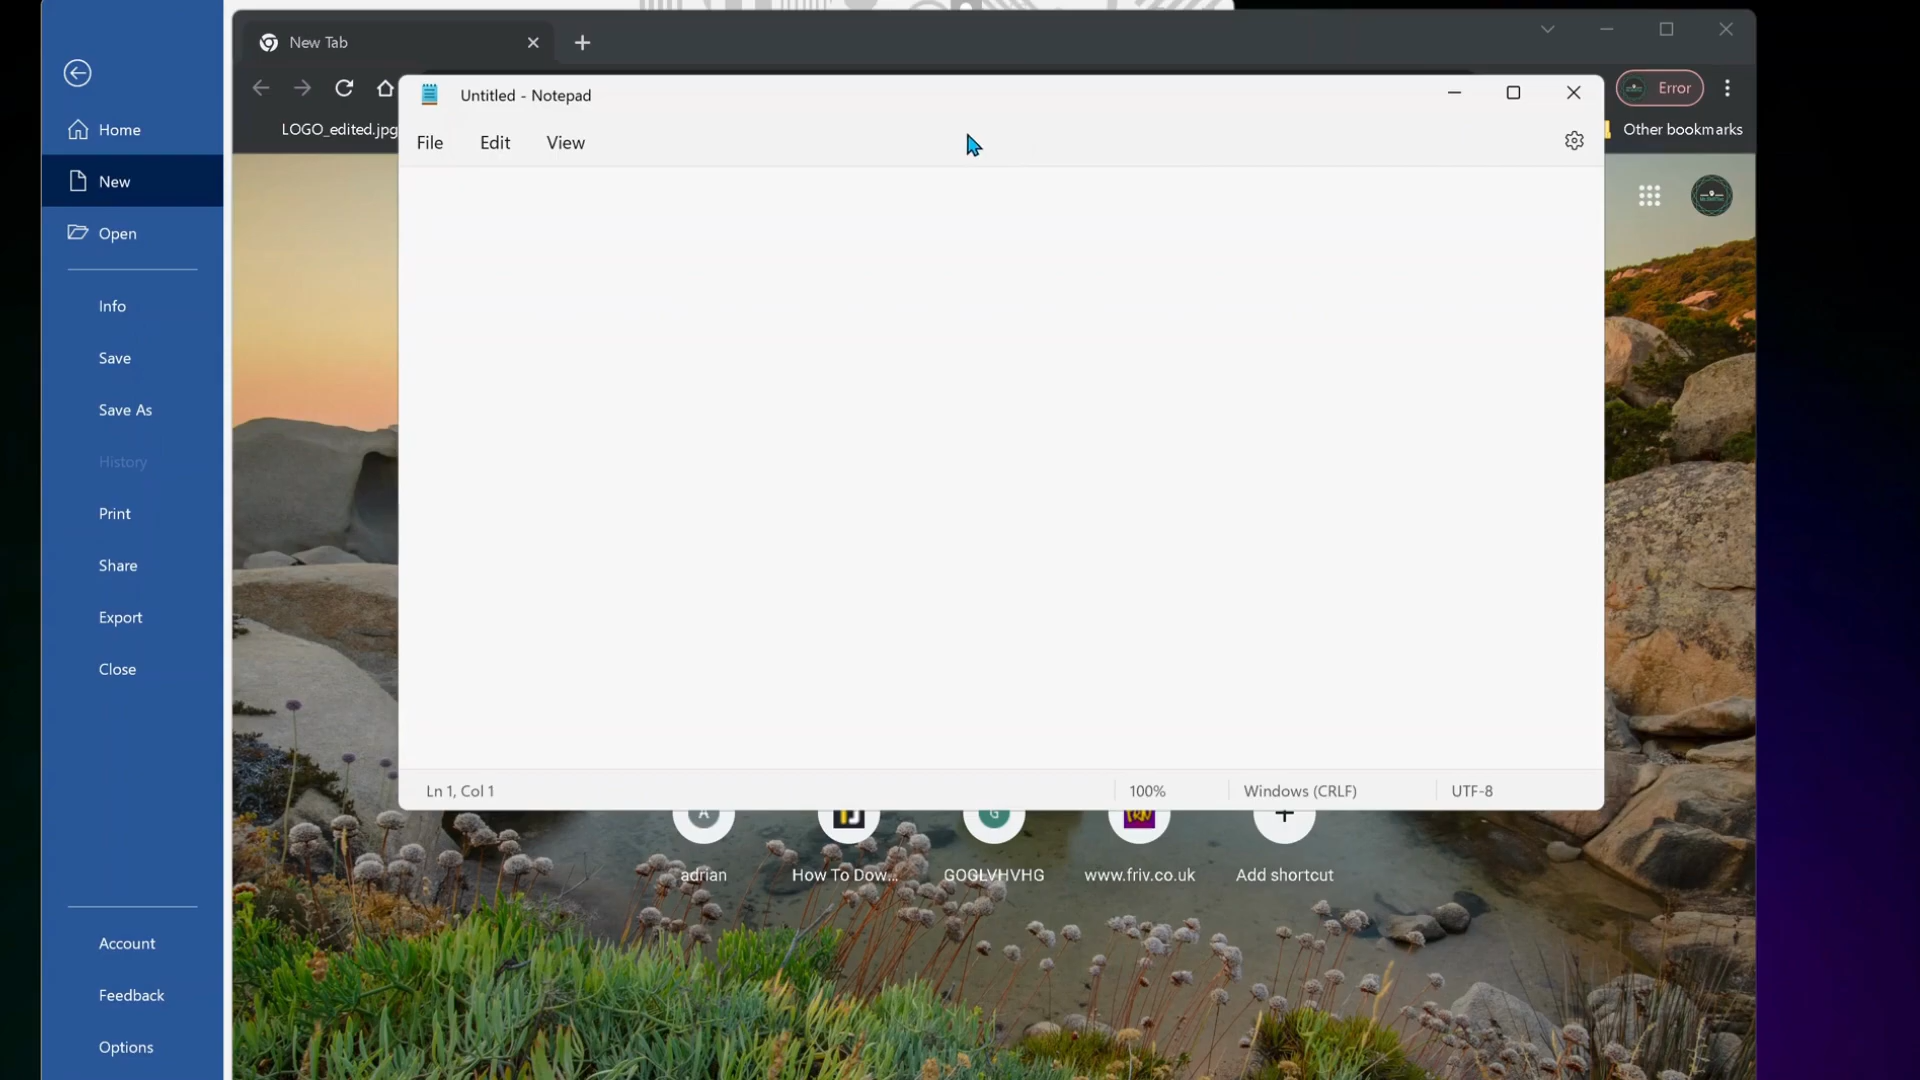 New Tab
Error
LOGO_edited.jpg
Other bookmarks
Untitled - Notepad
File
Edit
View
Ln 1, Col 1
100%
Windows (CRLF)
UTF-8
Home
New
Open
Info
Save
Save As
History
Print
Share
Export
Close
Account
Feedback
Options
A
G
adrian
How To Dow...
GOGLVHVHG
www.friv.co.uk
Add shortcut